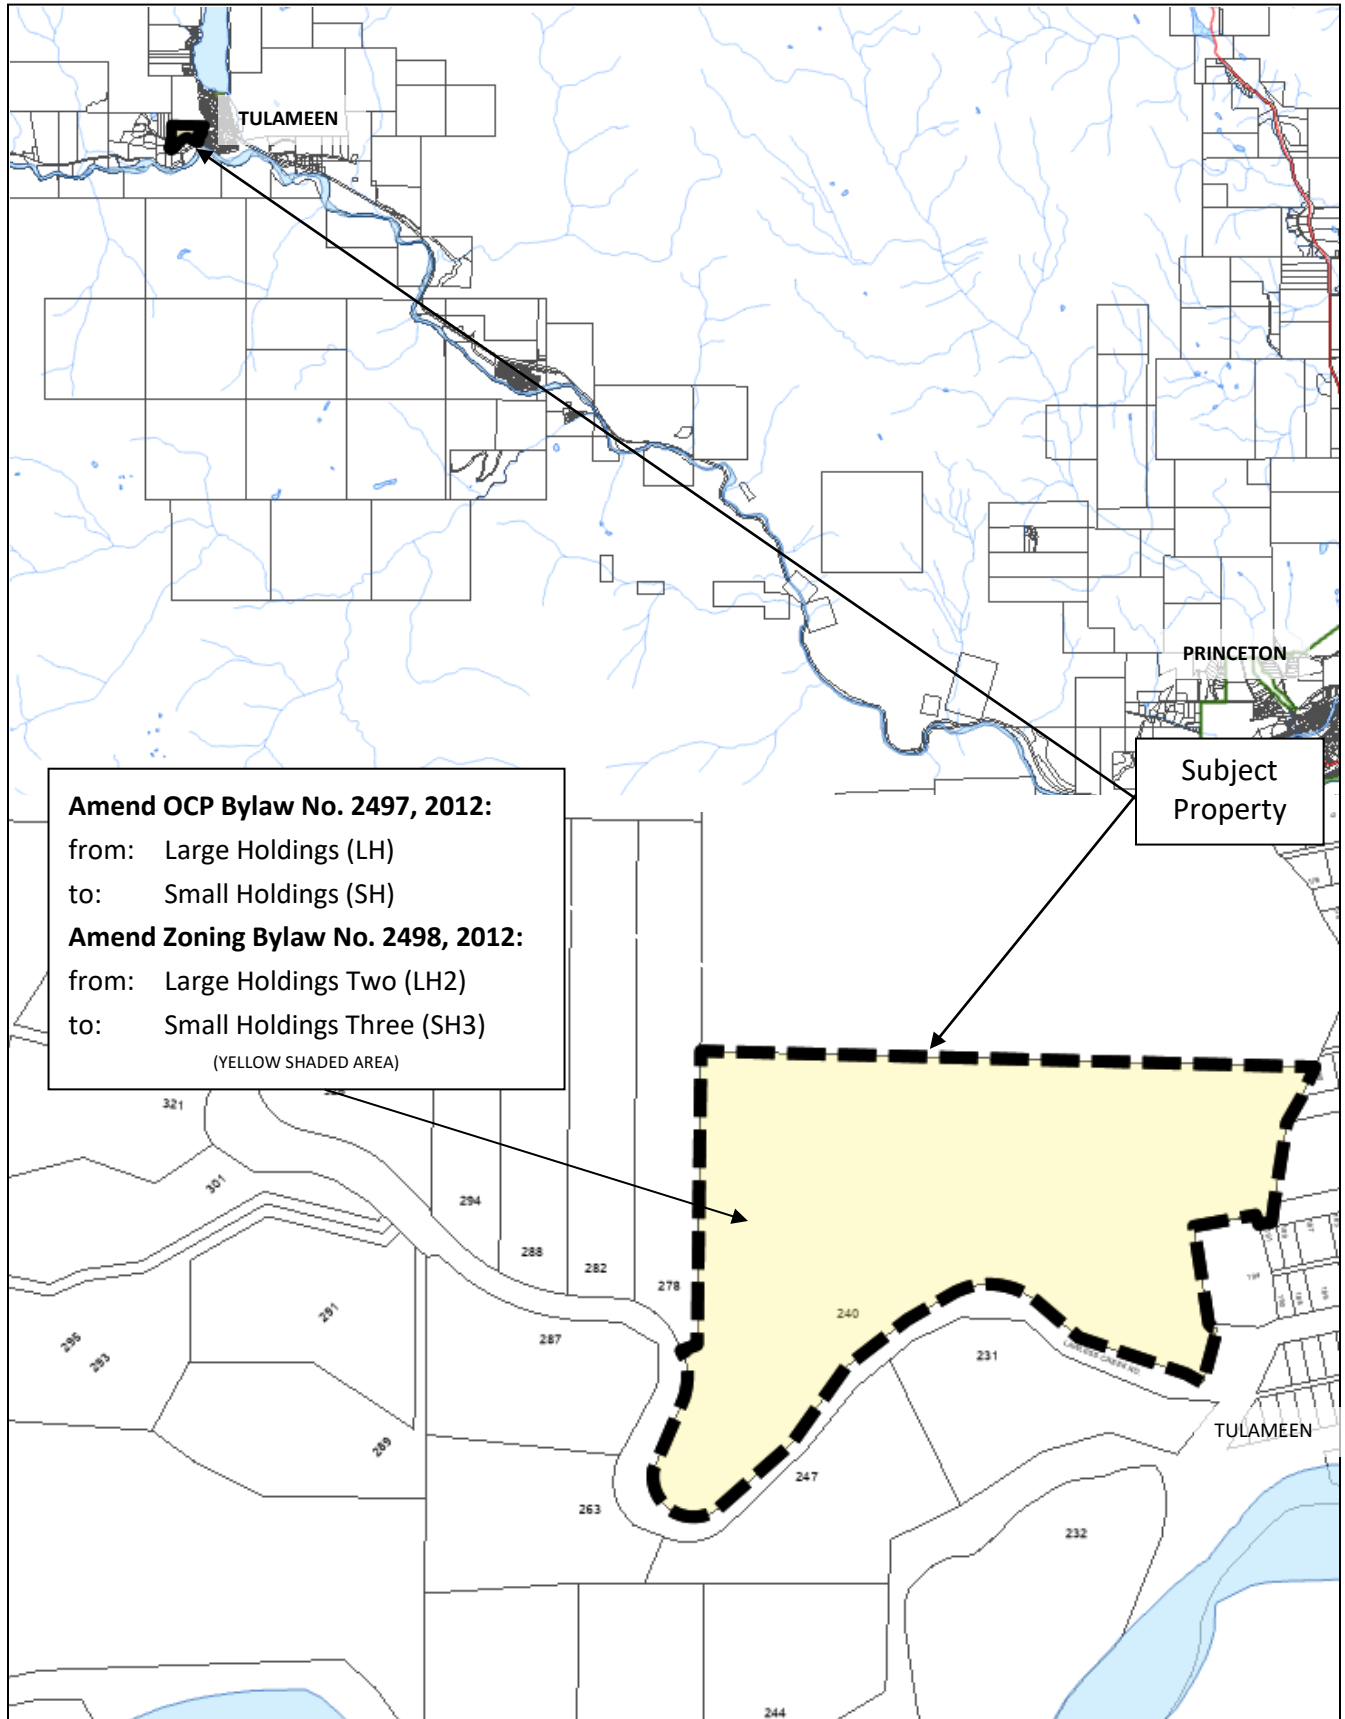 TULAMEEN
PRINCETON
Subject
Property
Amend OCP Bylaw No. 2497, 2012:
from: Large Holdings (LH)
to: Small Holdings (SH)
Amend Zoning Bylaw No. 2498, 2012:
from: Large Holdings Two (LH2)
to: Small Holdings Three (SH3)
(YELLOW SHADED AREA)
321
301
294
288
282
278
240
291
287
296
293
231
289
TULAMEEN
247
263
232
244